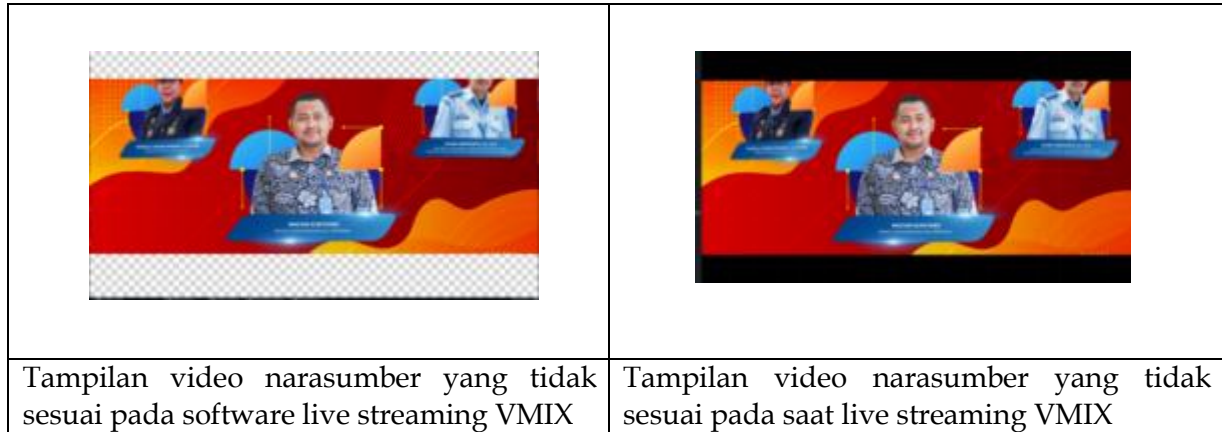 Tampilan video narasumber yang tidak
sesuai pada software live streaming VMIX
Tampilan video narasumber yang tidak
sesuai pada saat live streaming VMIX